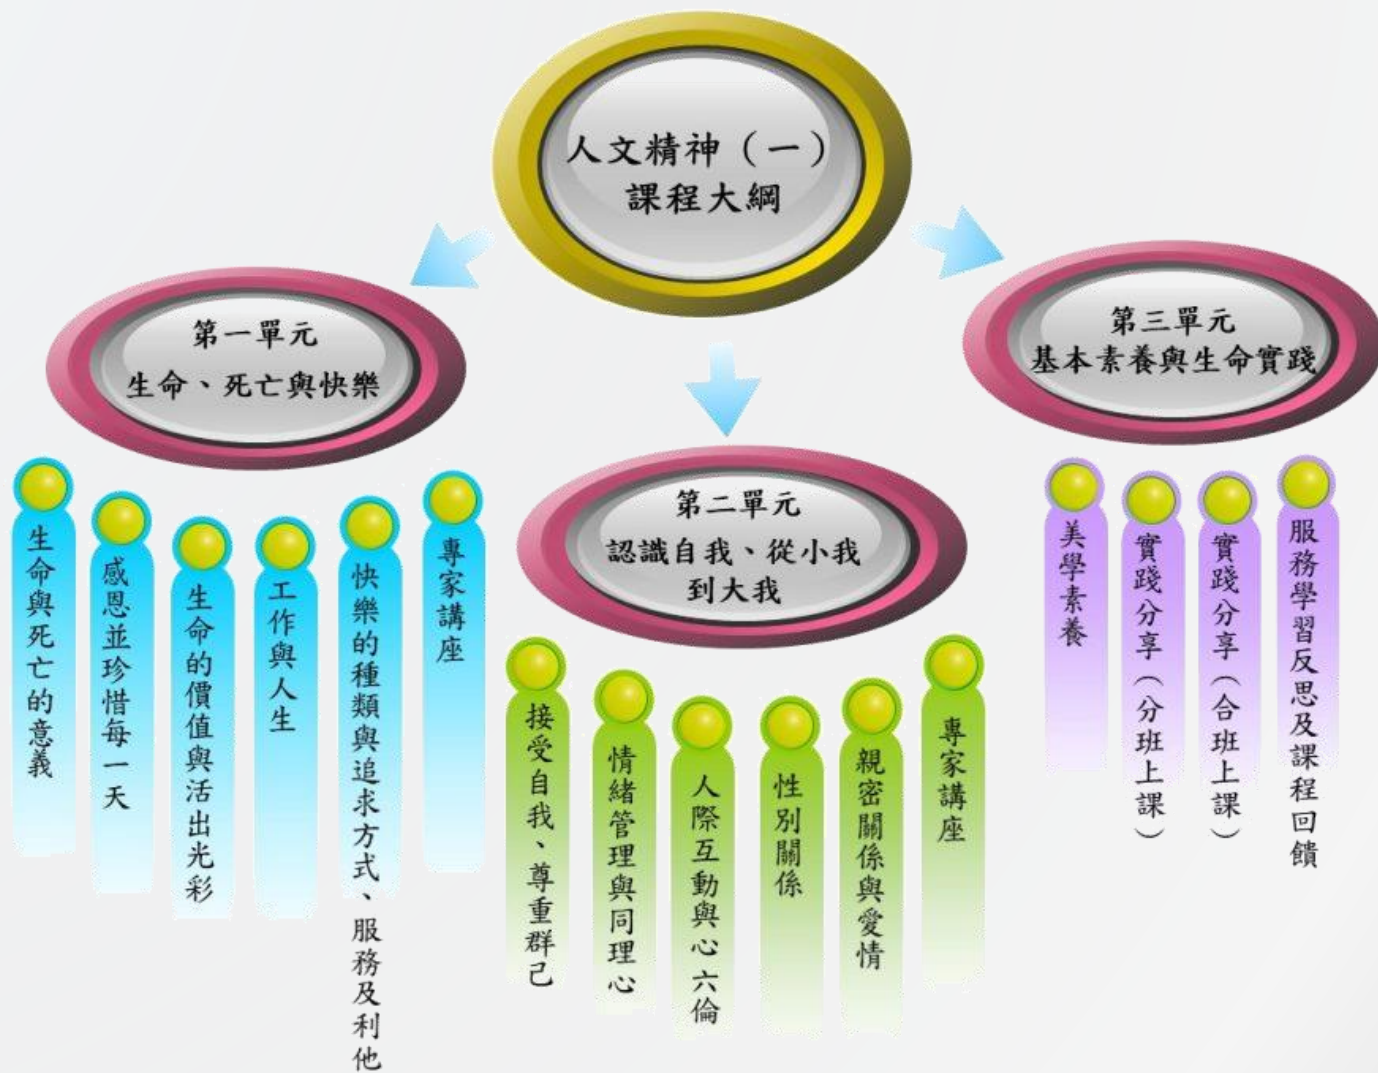 人文精神（一）
課程大綱
第一單元
生命、死亡與快樂
第二單元
認識自我、從小我
到大我
第三單元
基本素養與生命實踐
生命與死亡的意義
感恩並珍惜每一天
生命的價值與活出光彩
工作與人生
快樂的種類與追求方式、服務及利他
專家講座
接受自我、尊重群己
情緒管理與同理心
人際互動與心六倫
性別關係
親密關係與愛情
專家講座
美學素養
實踐分享（分班上課）
實踐分享（合班上課）
服務學習反思及課程回饋